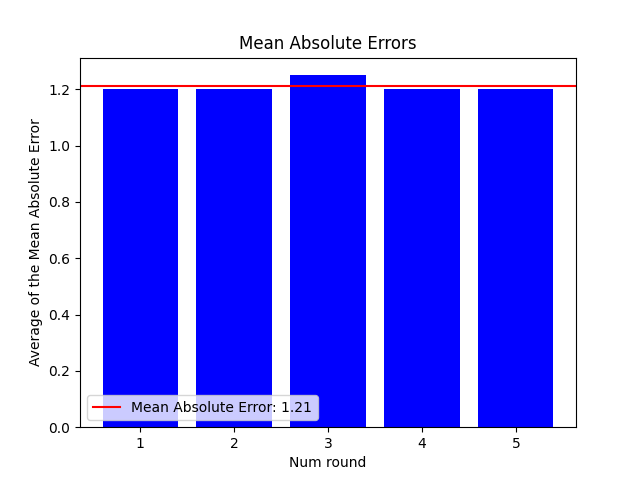 Mean Absolute Errors
Average of the Mean Absolute Error
1.2
1.0
0.8
0.6
0.4
0.2
0.0
Mean Absolute Error: 1.21
1 2 3 4 5
Num round